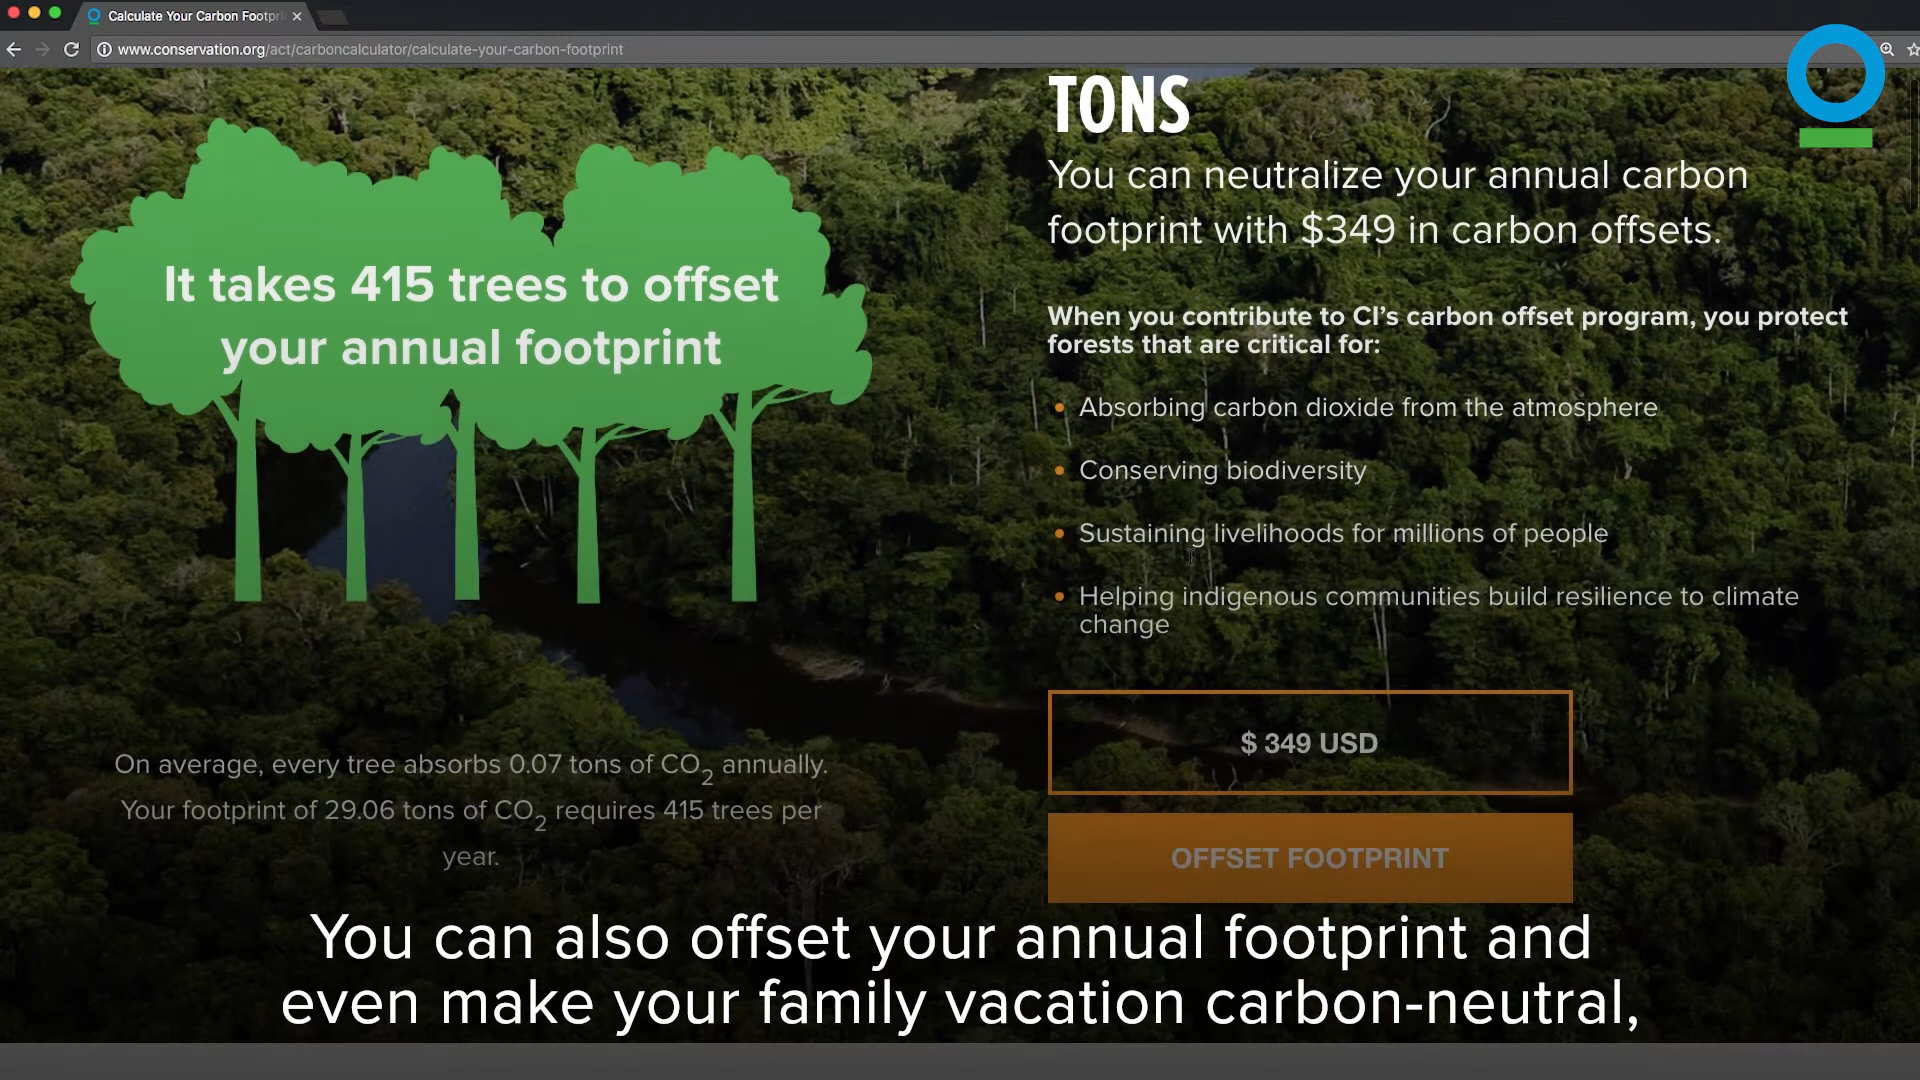 Calculate Your Carbon Footpri
www.conservation.org/act/carboncalculator/calculate-your-carbon-footprint
TONS
You can neutralize your annual carbon
footprint with $349 in carbon offsets.
It takes 415 trees to offset
your annual footprint
When you contribute to CI’s carbon offset program, you protect
forests that are critical for:
Absorbing carbon dioxide from the atmosphere
Conserving biodiversity
Sustaining livelihoods for millions of people
Helping indigenous communities build resilience to climate
change
$ 349 USD
On average, every tree absorbs 0.07 tons of CO2 annually.
Your footprint of 29.06 tons of CO2 requires 415 trees per
year.
OFFSET FOOTPRINT
You can also offset your annual footprint and
even make your family vacation carbon-neutral,